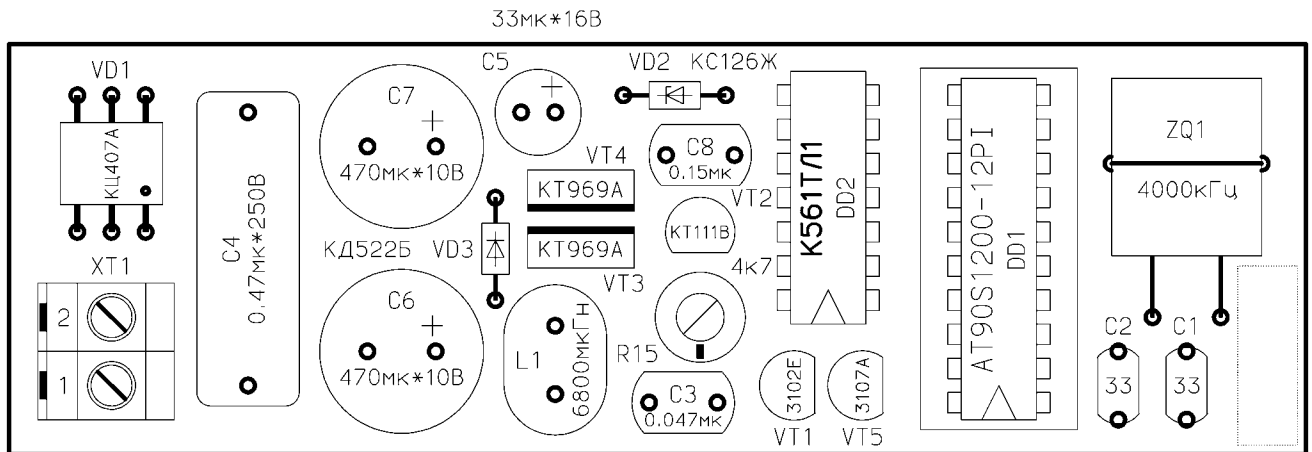 33мк*16В
VD1
КЦ407А
XT1
2
1
C4
0.47мк*250В
C7
+
470мк*10В
КД522Б
C6
+
470мк*10В
C5
+
VD3
VT4
КТ969А
КТ969А
VT3
L1
6800мкГн
VD2
КС126Ж
C8
0.15мк
VT2
КТ111В
4к7
R15
C3
0.047мк
К561ТЛ1
DD2
3102Е
VT1
3107А
VT5
AT90S1200-12PI
DD1
ZQ1
4000кГц
C2
33
C1
33